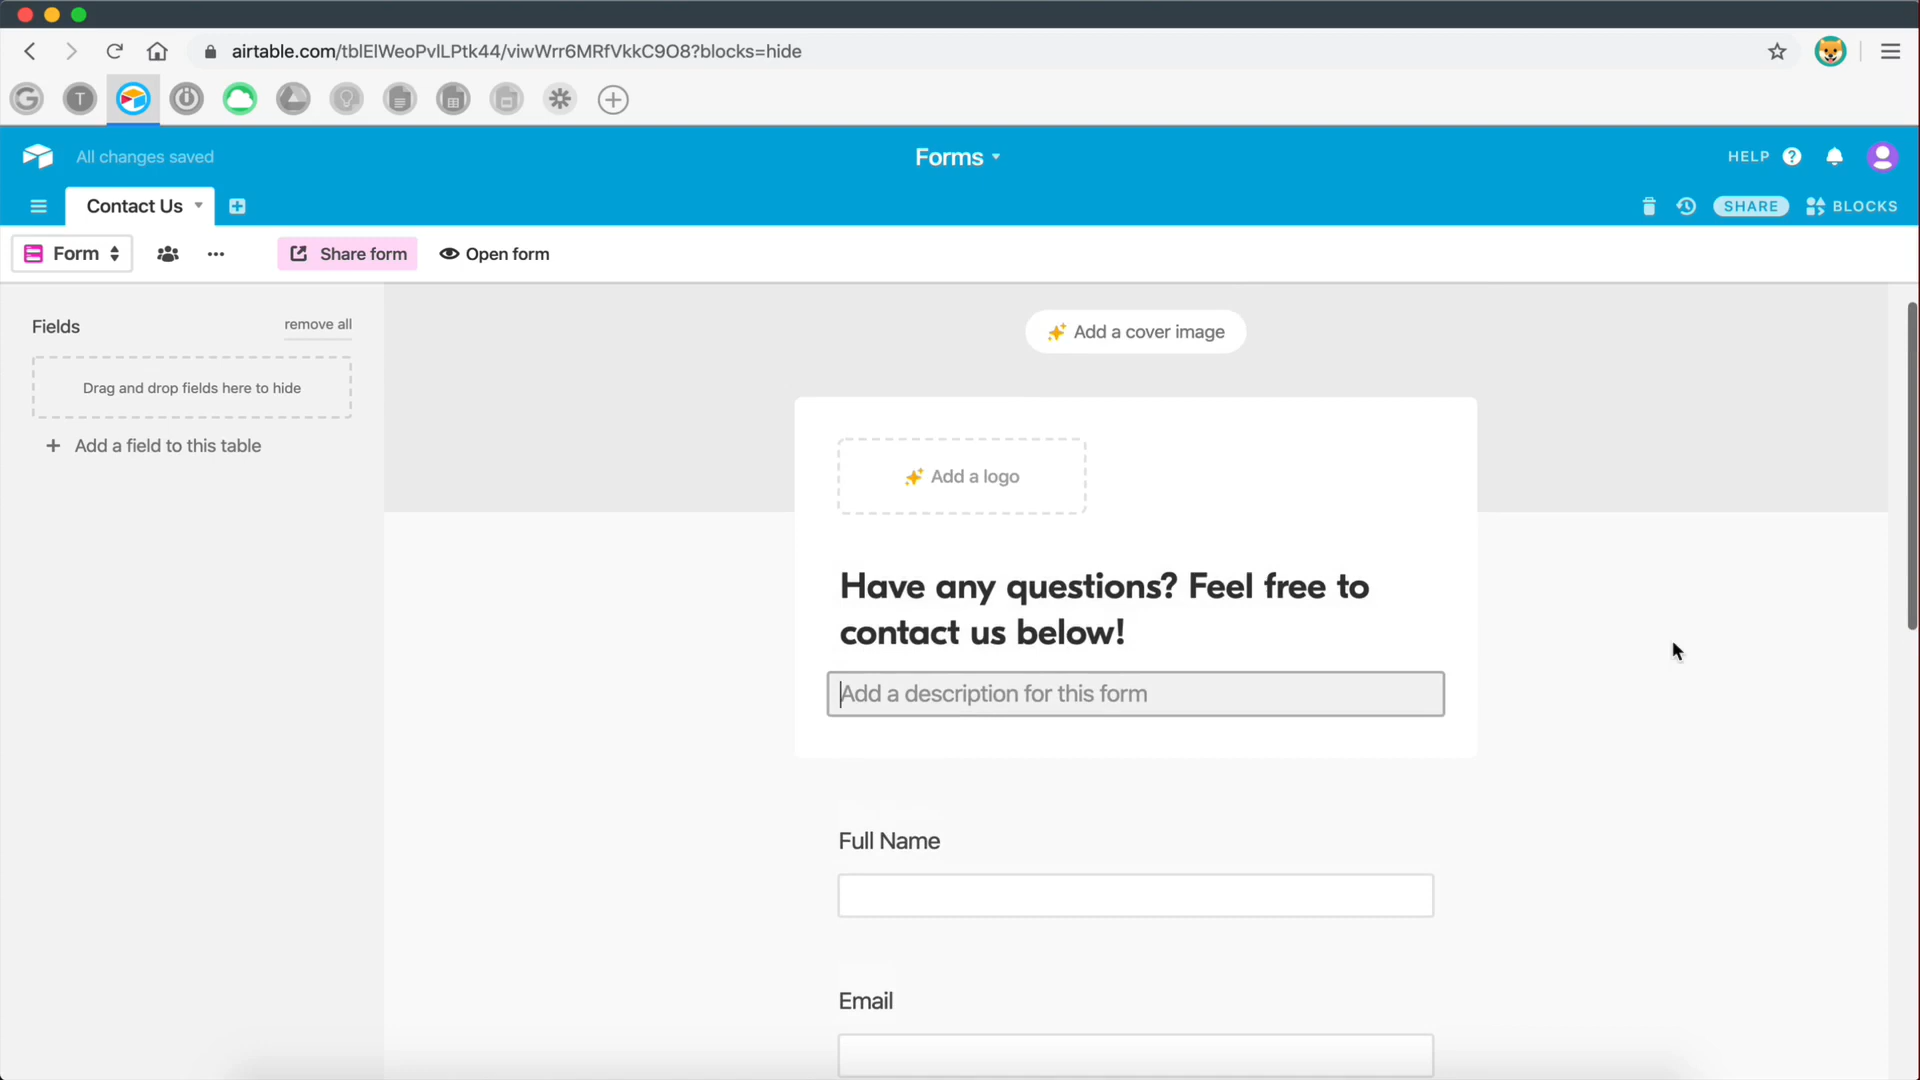 airtable.com/tblElWeoPvlLPtk44/viwWrr6MRfVkkC9O8?blocks=hide
G
T
All changes saved
Forms
HELP ?
Contact Us
SHARE
BLOCKS
Form
Share form
Open form
Fields
remove all
Drag and drop fields here to hide
+ Add a field to this table
Add a cover image
Add a logo
Have any questions? Feel free to
contact us below!
Add a description for this form
Full Name
Email